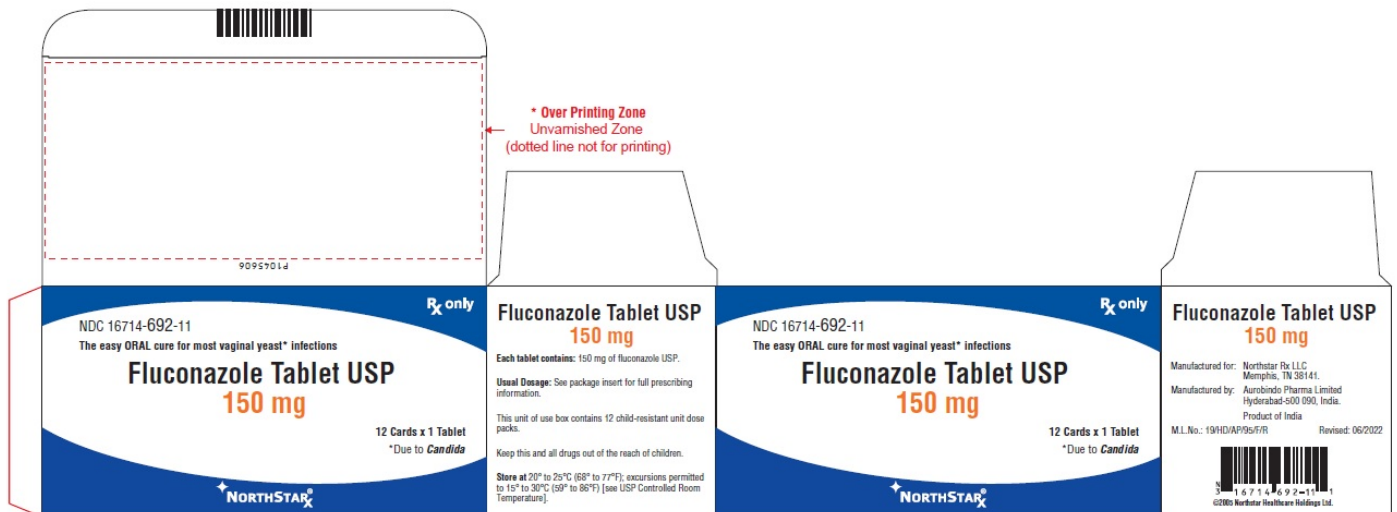 * Over Printing Zone
Unvarnished Zone
(dotted line not for printing)
P1045606
Rx only
NDC 16714-692-11
The easy ORAL cure for most vaginal yeast* infections
Fluconazole Tablet USP
150 mg
12 Cards x 1 Tablet
*Due to Candida
NORTHSTAR Rx®
Fluconazole Tablet USP
150 mg
Each tablet contains: 150 mg of fluconazole USP.
Usual Dosage: See package insert for full prescribing
information.
This unit of use box contains 12 child-resistant unit dose
packs.
Keep this and all drugs out of the reach of children.
Store at 20° to 25°C (68° to 77°F); excursions permitted
to 15° to 30°C (59° to 86°F) [see USP Controlled Room
Temperature].
Rx only
NDC 16714-692-11
The easy ORAL cure for most vaginal yeast* infections
Fluconazole Tablet USP
150 mg
12 Cards x 1 Tablet
*Due to Candida
NORTHSTAR Rx®
Fluconazole Tablet USP
150 mg
Manufactured for: Northstar Rx LLC
Memphis, TN 38141.
Manufactured by: Aurobindo Pharma Limited
Hyderabad-500 090, India.
Product of India
M.L.No.: 19/HD/AP/95/F/R Revised: 06/2022
N
3 16714-692-11 1
©2005 Northstar Healthcare Holdings Ltd.